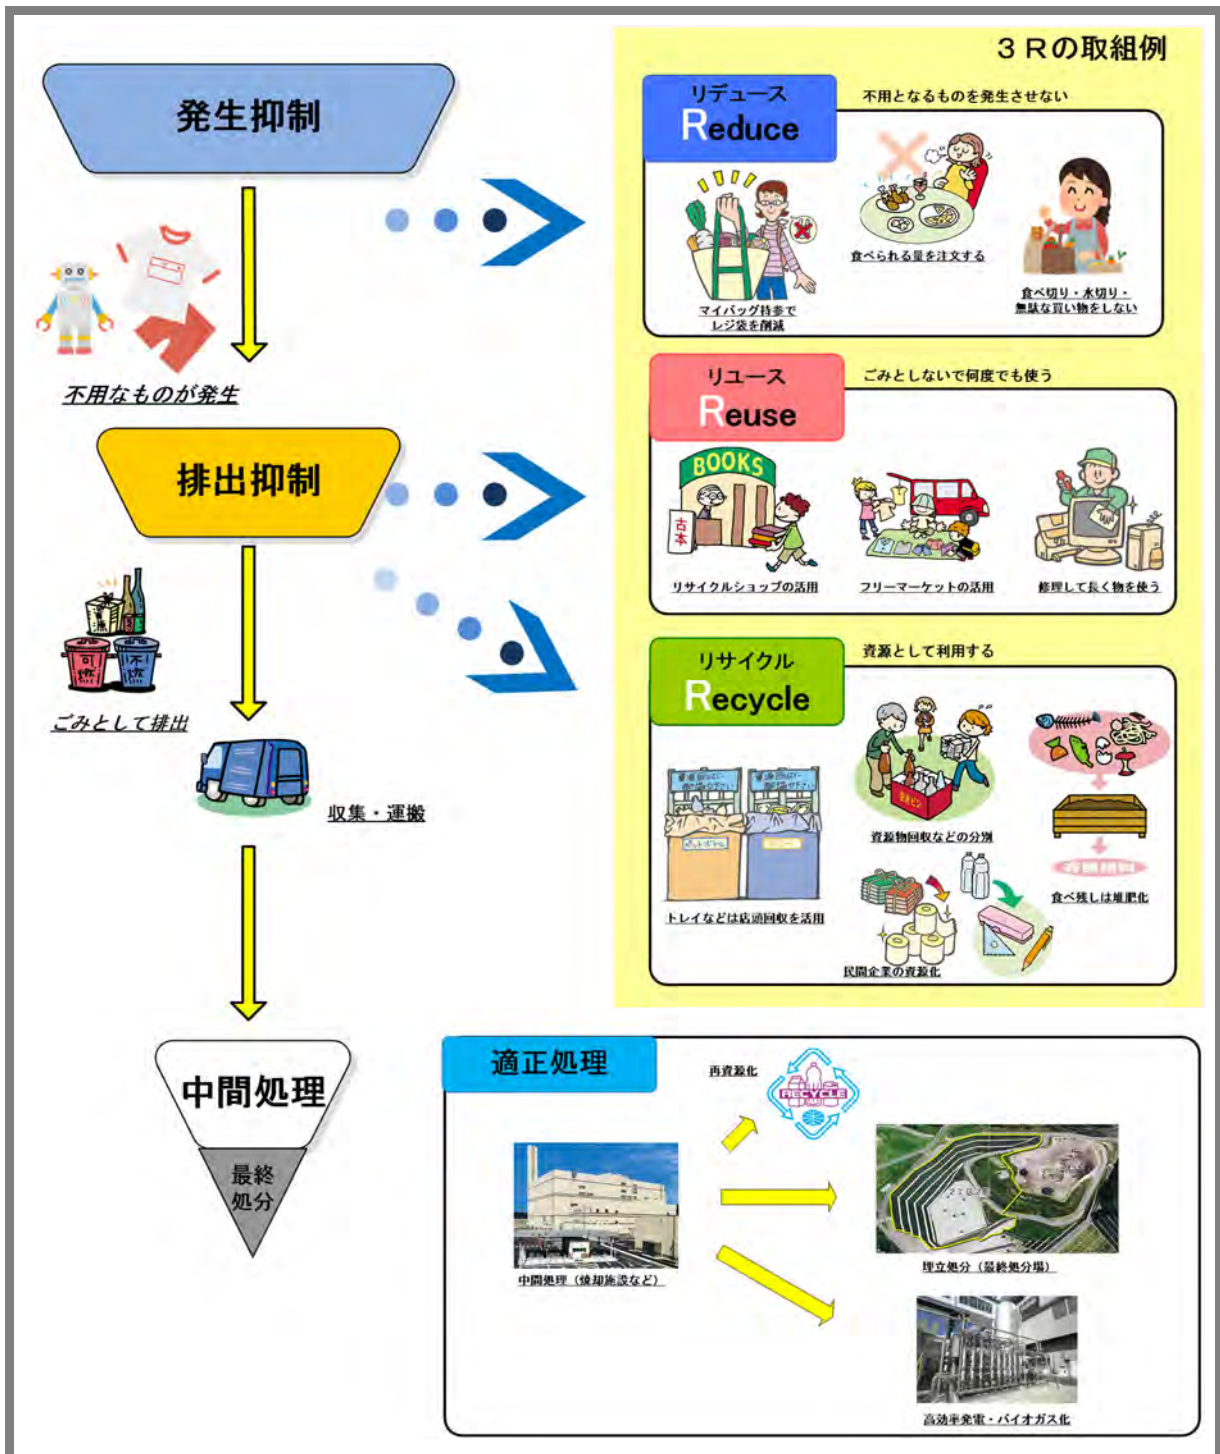 発生抑制
不用なものが発生
排出抑制
資源
可燃
不燃
ごみとして排出
収集・運搬
中間処理
最終
処分
3Rの取組例
リデュース
Reduce
不用となるものを発生させない
マイバッグ持参で
レジ袋を削減
食べられる量を注文する
食べ切り・水切り・
無駄な買い物をしない
リユース
Reuse
ごみとしないで何度でも使う
BOOKS
古本
リサイクルショップの活用
フリーマーケットの活用
修理して長く物を使う
リサイクル
Recycle
資源として利用する
ペットボトル
トレイなどは店頭回収を活用
資源物回収などの分別
民間企業の資源化
食べ残しは堆肥化
適正処理
再資源化
RECYCLE
中間処理（焼却施設など）
埋立処分（最終処分場）
高効率発電・バイオガス化